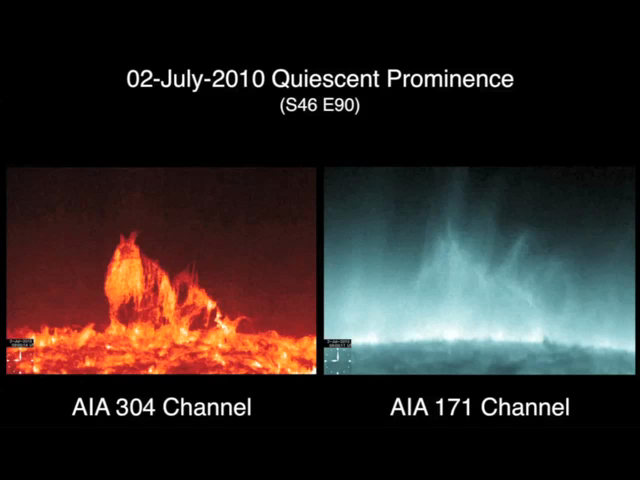 02-July-2010 Quiescent Prominence
(S46 E90)
AIA 304 Channel
AIA 171 Channel